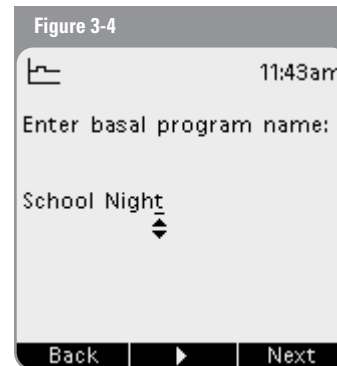 Figure 3-4
11:43am
Enter basal program name:
School Night
Back
Next